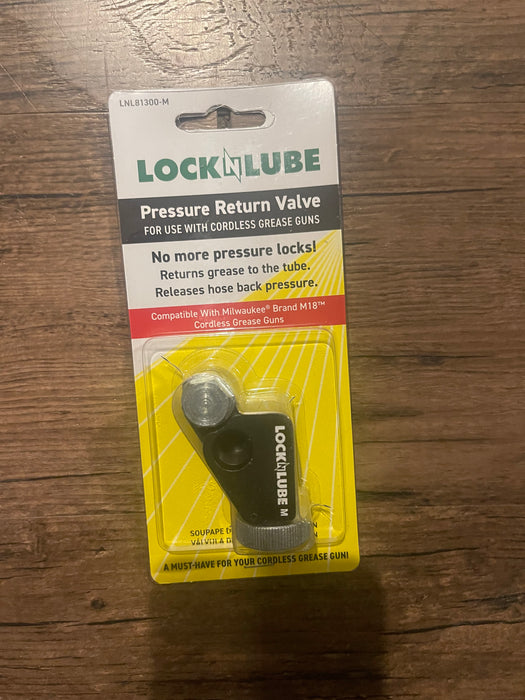 LNL81300-M
LOCKNLUBE
Pressure Return Valve
FOR USE WITH CORDLESS GREASE GUNS
No more pressure locks!
Returns grease to the tube.
Releases hose back pressure.
Compatible With Milwaukee® Brand M18™
Cordless Grease Guns
LOCKNLUBE M
SOUPAPE
VÁLVULA
A MUST-HAVE FOR YOUR CORDLESS GREASE GUN!